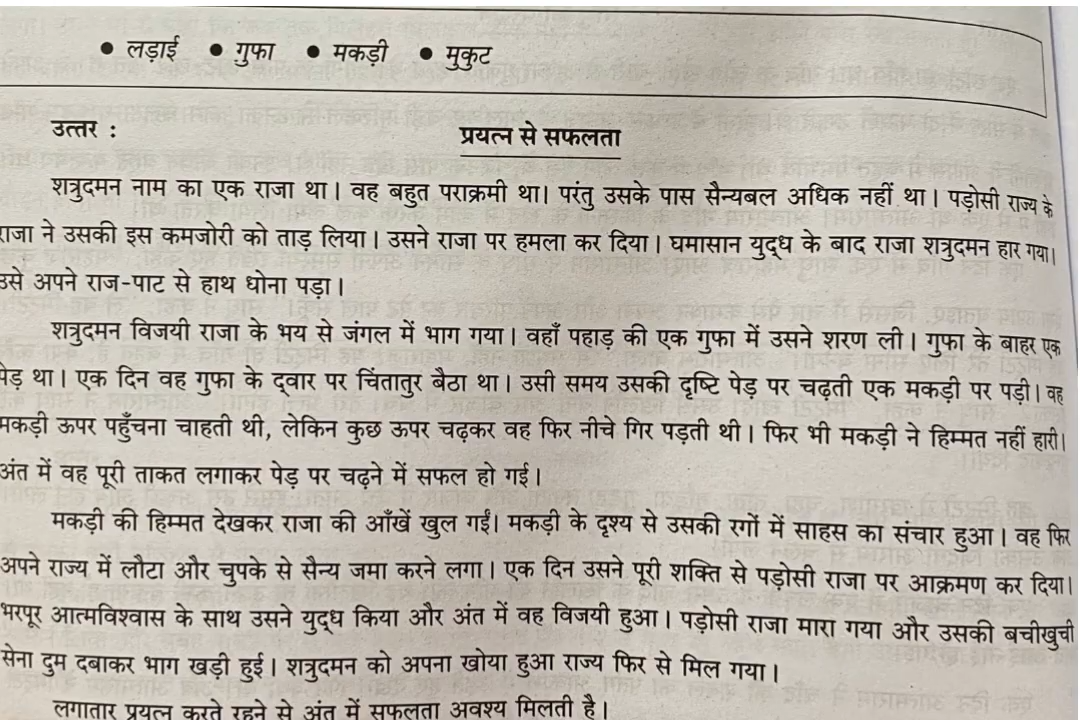 • लड़ाई • गुफा • मकड़ी • मुकुट
उत्तर :
प्रयत्न से सफलता
शत्रुदमन नाम का एक राजा था। वह बहुत पराक्रमी था। परंतु उसके पास सैन्यबल अधिक नहीं था। पड़ोसी राज्य के
राजा ने उसकी इस कमजोरी को ताड़ लिया। उसने राजा पर हमला कर दिया। घमासान युद्ध के बाद राजा शत्रुदमन हार गया।
उसे अपने राज-पाट से हाथ धोना पड़ा।
शत्रुदमन विजयी राजा के भय से जंगल में भाग गया। वहाँ पहाड़ की एक गुफा में उसने शरण ली। गुफा के बाहर एक
पेड़ था। एक दिन वह गुफा के द्वार पर चिंतातुर बैठा था। उसी समय उसकी दृष्टि पेड़ पर चढ़ती एक मकड़ी पर पड़ी। वह
मकड़ी ऊपर पहुँचना चाहती थी, लेकिन कुछ ऊपर चढ़कर वह फिर नीचे गिर पड़ती थी। फिर भी मकड़ी ने हिम्मत नहीं हारी।
अंत में वह पूरी ताकत लगाकर पेड़ पर चढ़ने में सफल हो गई।
मकड़ी की हिम्मत देखकर राजा की आँखें खुल गईं। मकड़ी के दृश्य से उसकी रगों में साहस का संचार हुआ। वह फिर
अपने राज्य में लौटा और चुपके से सैन्य जमा करने लगा। एक दिन उसने पूरी शक्ति से पड़ोसी राजा पर आक्रमण कर दिया।
भरपूर आत्मविश्वास के साथ उसने युद्ध किया और अंत में वह विजयी हुआ। पड़ोसी राजा मारा गया और उसकी बचीखुची
सेना दुम दबाकर भाग खड़ी हुई। शत्रुदमन को अपना खोया हुआ राज्य फिर से मिल गया।
लगातार प्रयत्न करते रहने से अंत में सफलता अवश्य मिलती है।